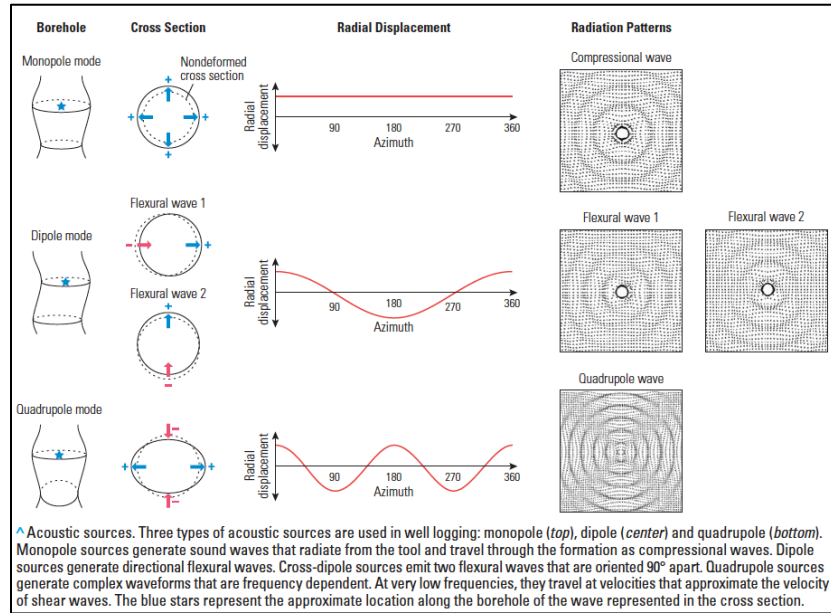 Borehole
Cross Section
Radial Displacement
Radiation Patterns
Monopole mode
+
Nondeformed
cross section
+
+
+
Radial
displacement
90
180
270
360
Azimuth
Compressional wave
Dipole mode
Flexural wave 1
-
+
Flexural wave 2
+
-
Radial
displacement
90
180
270
360
Azimuth
Flexural wave 1
Flexural wave 2
Quadrupole mode
-
+
+
-
Radial
displacement
90
180
270
360
Azimuth
Quadrupole wave
^ Acoustic sources. Three types of acoustic sources are used in well logging: monopole (top), dipole (center) and quadrupole (bottom).
Monopole sources generate sound waves that radiate from the tool and travel through the formation as compressional waves. Dipole
sources generate directional flexural waves. Cross-dipole sources emit two flexural waves that are oriented 90° apart. Quadrupole sources
generate complex waveforms that are frequency dependent. At very low frequencies, they travel at velocities that approximate the velocity
of shear waves. The blue stars represent the approximate location along the borehole of the wave represented in the cross section.